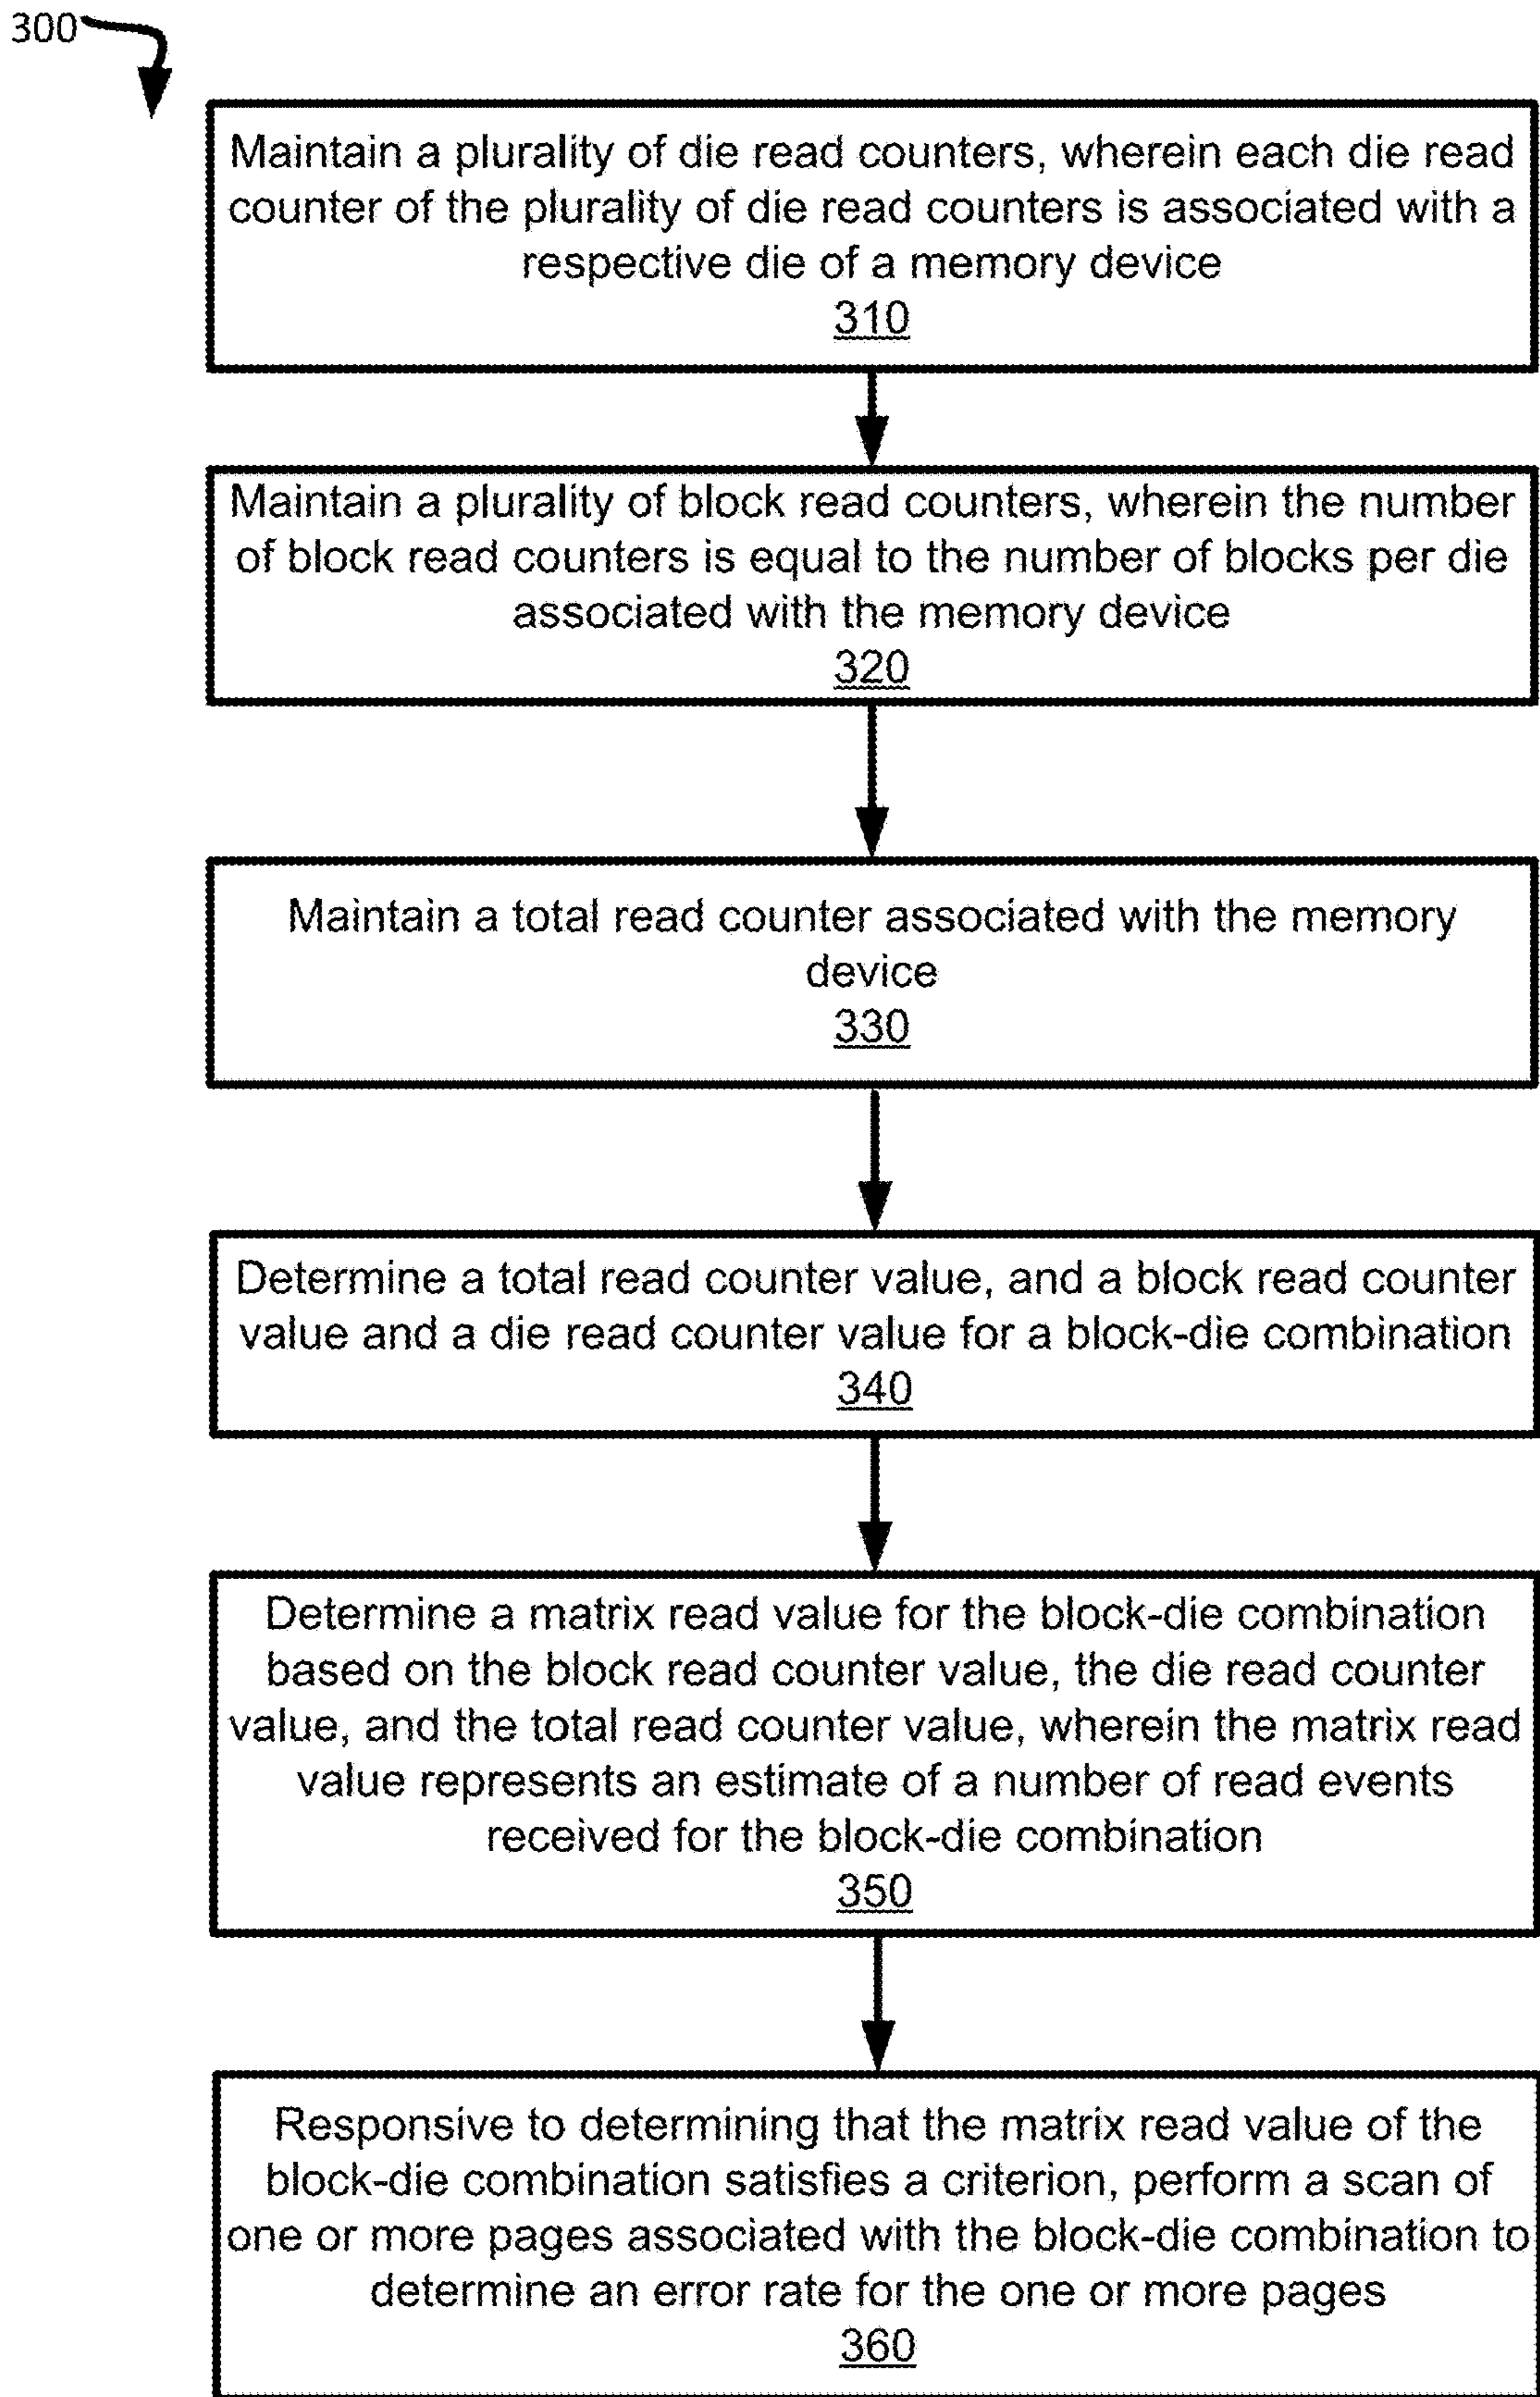 300
Maintain a plurality of die read counters, wherein each die read
counter of the plurality of die read counters is associated with a
respective die of a memory device
310
Maintain a plurality of block read counters, wherein the number
of block read counters is equal to the number of blocks per die
associated with the memory device
320
Maintain a total read counter associated with the memory
device
330
Determine a total read counter value, and a block read counter
value and a die read counter value for a block-die combination
340
Determine a matrix read value for the block-die combination
based on the block read counter value, the die read counter
value, and the total read counter value, wherein the matrix read
value represents an estimate of a number of read events
received for the block-die combination
350
Responsive to determining that the matrix read value of the
block-die combination satisfies a criterion, perform a scan of
one or more pages associated with the block-die combination to
determine an error rate for the one or more pages
360